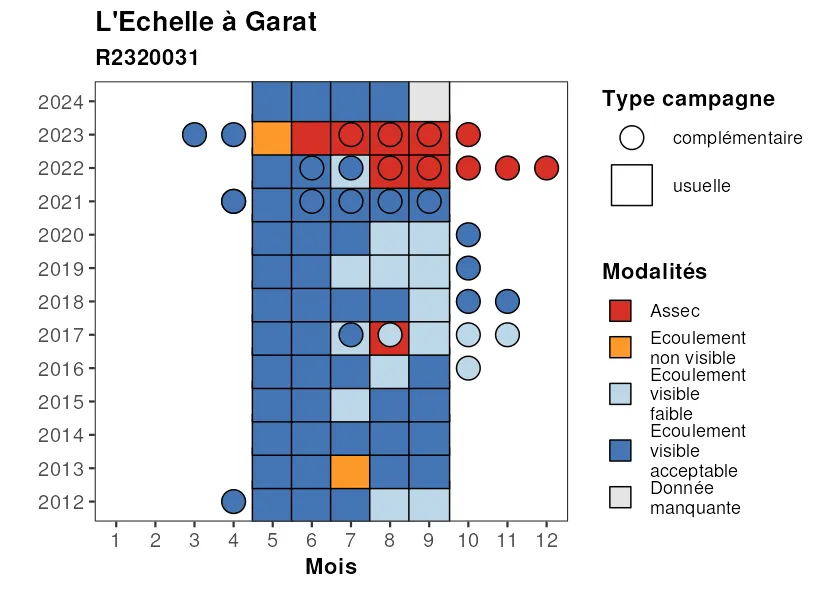 L'Echelle à Garat
R2320031
2024
2023
2022
2021
2020
2019
2018
2017
2016
2015
2014
2013
2012
1 2 3 4 5 6 7 8 9 10 11 12
Mois
Type campagne
complémentaire
usuelle
Modalités
Assec
Ecoulement
non visible
Ecoulement
visible
faible
Ecoulement
visible
acceptable
Donnée
manquante